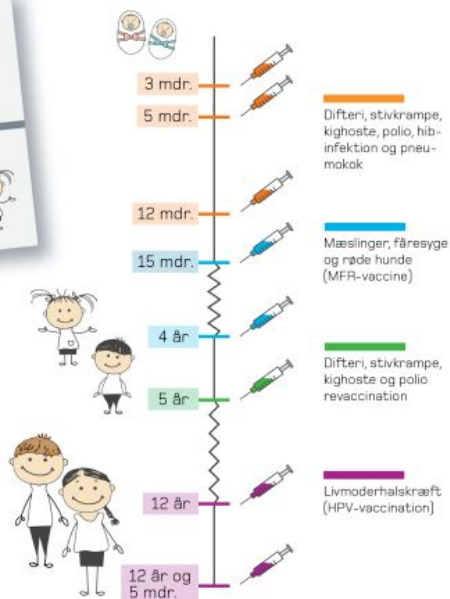 3 mdr.
5 mdr.
Difteri, stivkrampe,
kighoste, polio, hib-
infektion og pneu-
mokok
12 mdr.
15 mdr.
Mæslinger, fåresyge
og røde hunde
(MFR-vaccine)
4 år
5 år
Difteri, stivkrampe,
kighoste og polio
revaccination
12 år
Livmoderhalskræft
(HPV-vaccination)
12 år og
5 mdr.